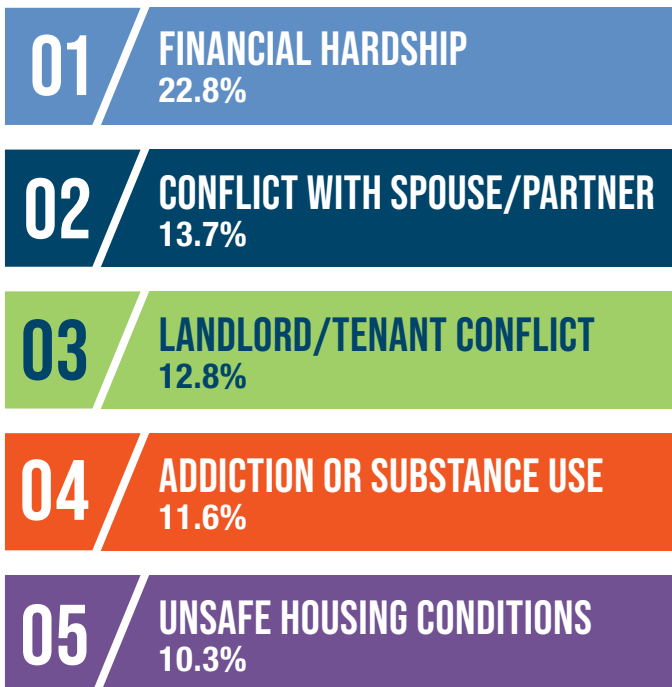 01
FINANCIAL HARDSHIP
22.8%
02
CONFLICT WITH SPOUSE/PARTNER
13.7%
03
LANDLORD/TENANT CONFLICT
12.8%
04
ADDICTION OR SUBSTANCE USE
11.6%
05
UNSAFE HOUSING CONDITIONS
10.3%